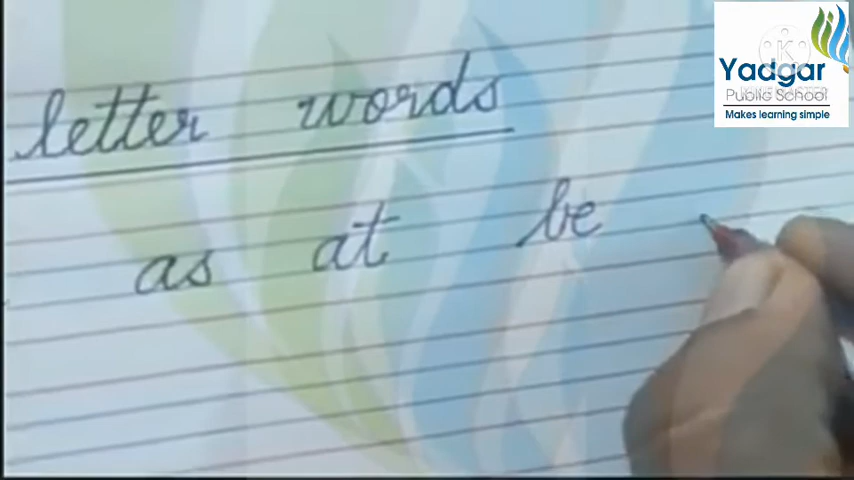 letter words
as at be
Yadgar
Public School
Makes learning simple